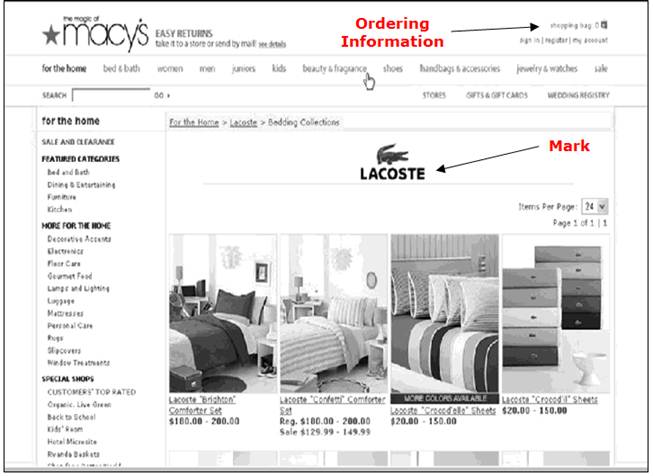 the magic of
macy's
EASY RETURNS
take it to a store or send by mail! see details
Ordering
Information
shopping bag: 0
sign in | register | my account
for the home bed & bath women men juniors kids beauty & fragrance shoes handbags & accessories jewelry & watches sale
SEARCH GO
STORES GIFTS & GIFT CARDS WEDDING REGISTRY
for the home
SALE AND CLEARANCE
FEATURED CATEGORIES
Bed and Bath
Dining & Entertaining
Furniture
Kitchen
MORE FOR THE HOME
Decorative Accents
Electronics
Floor Care
Gourmet Food
Lamps and Lighting
Luggage
Mattresses
Personal Care
Rugs
Slipcovers
Window Treatments
SPECIAL SHOPS
CUSTOMERS' TOP RATED
Organic. Live Green
Back to School
Kids' Room
Hotel Microsite
Rwanda Baskets
For the Home > Lacoste > Bedding Collections
LACOSTE
Mark
Items Per Page: 24
Page 1 of 1 | 1
Lacoste "Brighton"
Comforter Set
$180.00 - 200.00
Lacoste "Confetti" Comforter
Set
Reg. $180.00 - 200.00
Sale $129.99 - 149.99
MORE COLORS AVAILABLE
Lacoste "Crocod'elle" Sheets
$20.00 - 150.00
Lacoste "Crocod'il" Sheets
$20.00 - 150.00